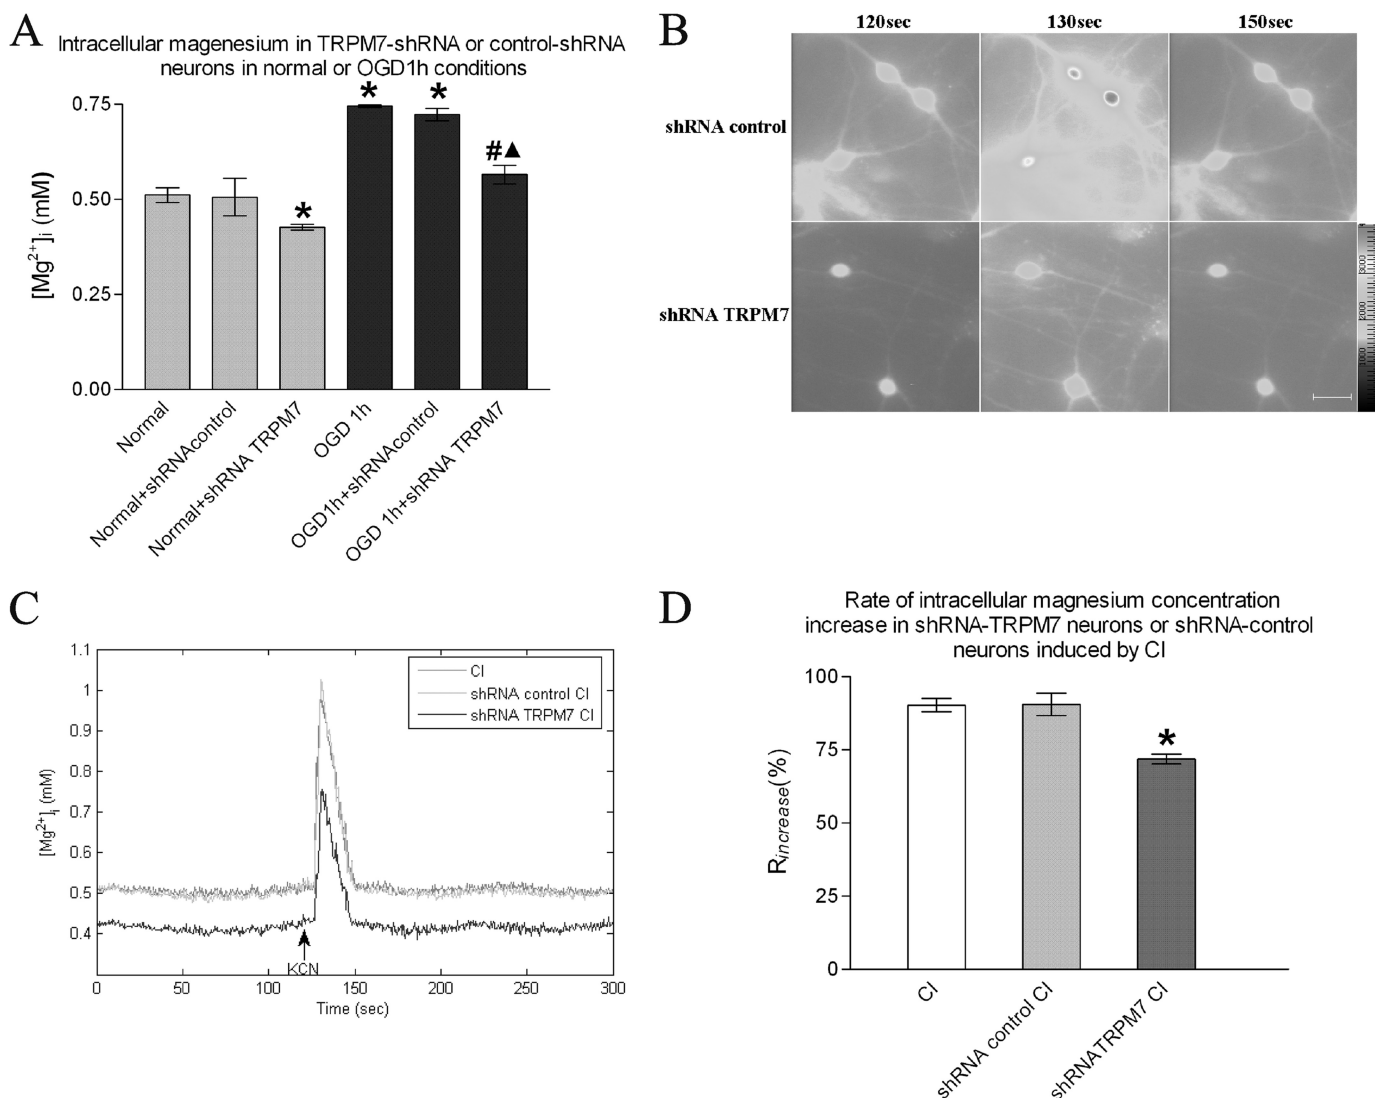 A
Intracellular magenesium in TRPM7-shRNA or control-shRNA
neurons in normal or OGD1h conditions
[Mg2+]i (mM)
0.75
0.50
0.25
0.00
*
*
*
#▲
Normal
Normal+shRNAcontrol
Normal+shRNA TRPM7
OGD 1h
OGD1h+shRNAcontrol
OGD 1h+shRNA TRPM7
B
120sec
130sec
150sec
shRNA control
shRNA TRPM7
3000
2000
1000
C
[Mg2+]i (mM)
1.1
1
0.9
0.8
0.7
0.6
0.5
0.4
CI
shRNA control CI
shRNA TRPM7 CI
KCN
0 50 100 150 200 250 300
Time (sec)
D
Rate of intracellular magnesium concentration
increase in shRNA-TRPM7 neurons or shRNA-control
neurons induced by CI
Rincrease(%)
100
75
50
25
0
*
CI
shRNA control CI
shRNATRPM7 CI